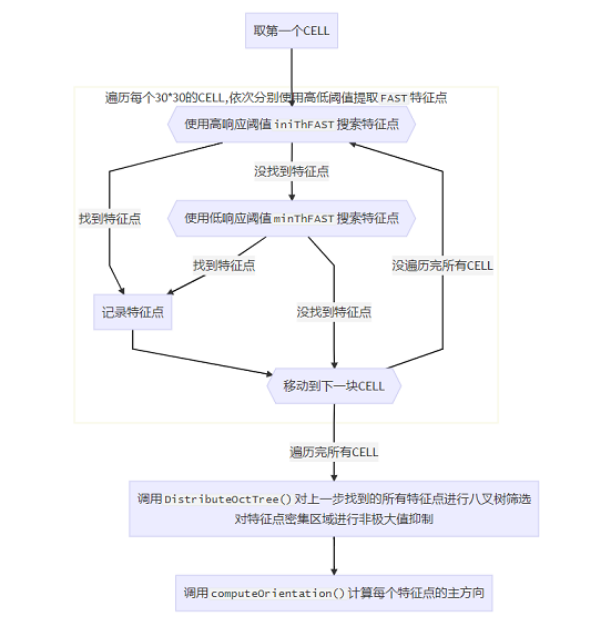 取第一个CELL
遍历每个30*30的CELL,依次分别使用高低阈值提取 FAST 特征点
使用高响应阈值 iniThFAST 搜索特征点
没找到特征点
找到特征点
使用低响应阈值 minThFAST 搜索特征点
找到特征点
没遍历完所有CELL
记录特征点
没找到特征点
移动到下一块CELL
遍历完所有CELL
调用 DistributeOctTree() 对上一步找到的所有特征点进行八叉树筛选
对特征点密集区域进行非极大值抑制
调用 computeOrientation() 计算每个特征点的主方向